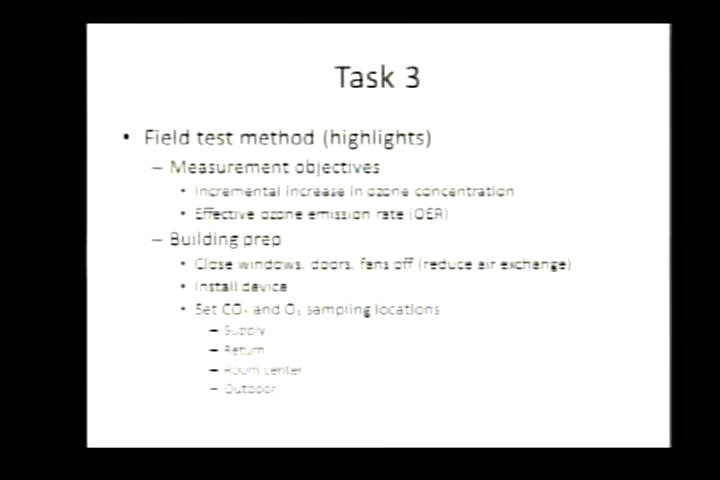 Task 3
• Field test method (highlights)
– Measurement objectives
• Incremental increase in ozone concentration
• Effective ozone emission rate (OER)
– Building prep
• Close windows, doors, fans off (reduce air exchange)
• Install device
• Set CO₂ and O₃ sampling locations
– Supply
– Return
– Room center
– Outdoor